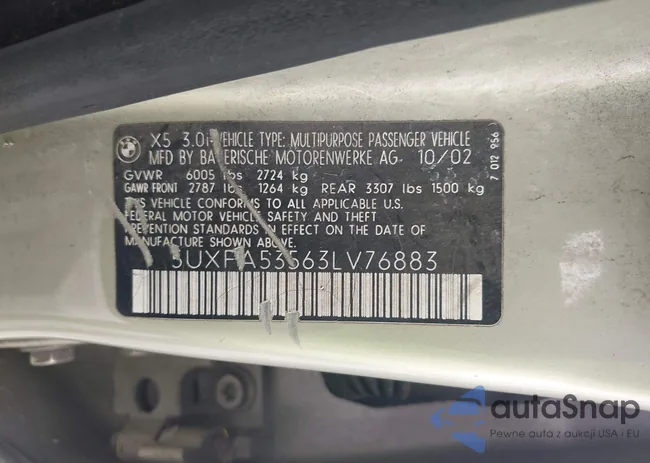 X5 3.0i VEHICLE TYPE: MULTIPURPOSE PASSENGER VEHICLE
MFD BY BAYERISCHE MOTORENWERKE AG 10/02
GVWR 6005 lbs 2724 kg
GAWR FRONT 2787 lbs 1264 kg REAR 3307 lbs 1500 kg
THIS VEHICLE CONFORMS TO ALL APPLICABLE U.S.
FEDERAL MOTOR VEHICLE SAFETY AND THEFT
PREVENTION STANDARDS IN EFFECT ON THE DATE OF
MANUFACTURE SHOWN ABOVE.
5UXFA53563LV76883
7 012 956
autaSnap
Pewne auta z aukcji USA i EU